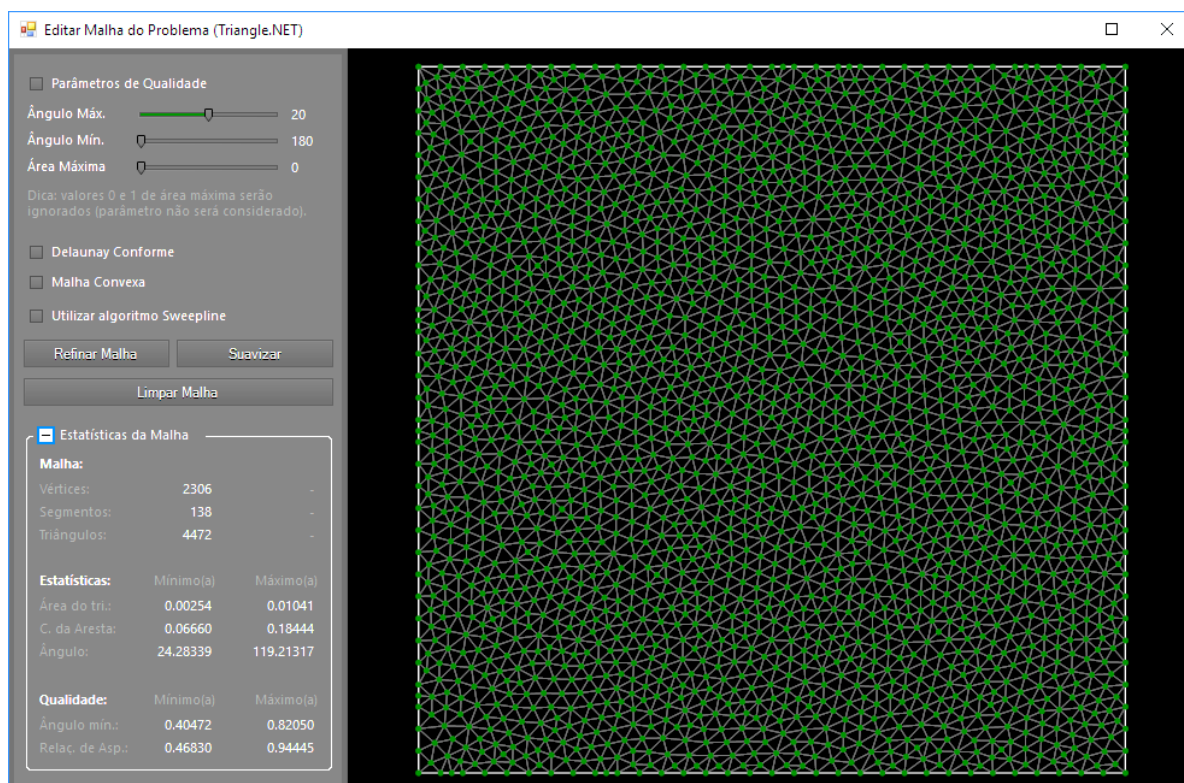 Editar Malha do Problema (Triangle.NET)
Parâmetros de Qualidade
Ângulo Máx. 20
Ângulo Mín. 180
Área Máxima 0
Dica: valores 0 e 1 de área máxima serão
ignorados (parâmetro não será considerado).
Delaunay Conforme
Malha Convexa
Utilizar algoritmo Sweepline
Refinar Malha Suavizar
Limpar Malha
Estatísticas da Malha
Malha:
Vértices: 2306 -
Segmentos: 138 -
Triângulos: 4472 -
Estatísticas: Mínimo(a) Máximo(a)
Área do tri.: 0.00254 0.01041
C. da Aresta: 0.06660 0.18444
Ângulo: 24.28339 119.21317
Qualidade: Mínimo(a) Máximo(a)
Ângulo mín.: 0.40472 0.82050
Relaç. de Asp.: 0.46830 0.94445